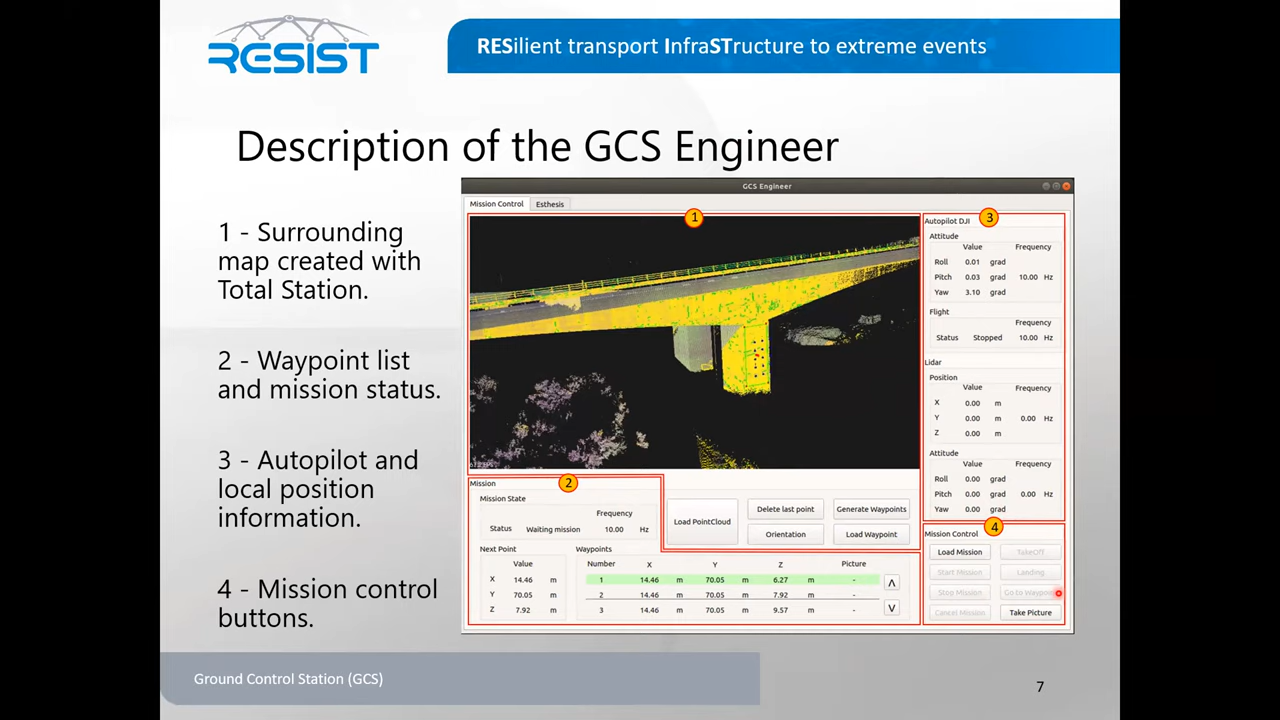 RESIST
RESilient transport InfraSTructure to extreme events
Description of the GCS Engineer
1 - Surrounding
map created with
Total Station.
2 - Waypoint list
and mission status.
3 - Autopilot and
local position
information.
4 - Mission control
buttons.
GCS Engineer
Mission Control Esthesis
1
3
Autopilot DJI
Attitude
Value Frequency
Roll 0.01 grad
Pitch 0.03 grad 10.00 Hz
Yaw 3.10 grad
Flight
Frequency
Status Stopped 10.00 Hz
Lidar
Position
Value Frequency
X 0.00 m
Y 0.00 m 0.00 Hz
Z 0.00 m
Attitude
Value Frequency
Roll 0.00 grad
Pitch 0.00 grad 0.00 Hz
Yaw 0.00 grad
2
Mission
Mission State
Frequency
Status Waiting mission 10.00 Hz
Load PointCloud
Delete last point Generate Waypoints
Orientation Load Waypoint
Next Point
Value
X 14.46 m
Y 70.05 m
Z 7.92 m
Waypoints
Number X Y Z Picture
1 14.46 m 70.05 m 6.27 m -
2 14.46 m 70.05 m 7.92 m -
3 14.46 m 70.05 m 9.57 m -
4
Mission Control
Load Mission TakeOff
Start Mission Landing
Stop Mission Go to Waypoint
Cancel Mission Take Picture
Ground Control Station (GCS)
7